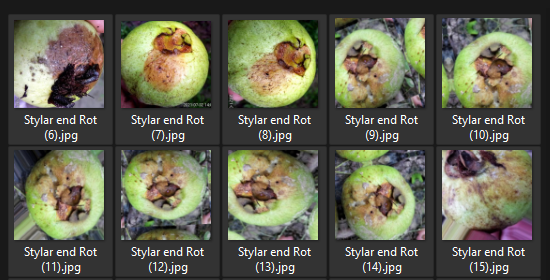 Stylar end Rot
(6).jpg
Stylar end Rot
(7).jpg
Stylar end Rot
(8).jpg
Stylar end Rot
(9).jpg
Stylar end Rot
(10).jpg
Stylar end Rot
(11).jpg
Stylar end Rot
(12).jpg
Stylar end Rot
(13).jpg
Stylar end Rot
(14).jpg
Stylar end Rot
(15).jpg